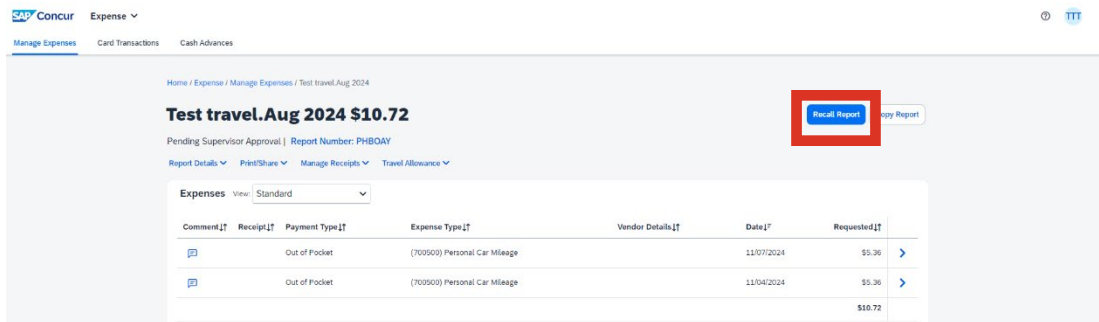 SAP Concur Expense
TTT
Manage Expenses Card Transactions Cash Advances
Home / Expense / Manage Expenses / Test travel.Aug 2024
Test travel.Aug 2024 $10.72
Recall Report opy Report
Pending Supervisor Approval | Report Number: PHBOAY
Report Details Print/Share Manage Receipts Travel Allowance
Expenses View: Standard
Comment Receipt Payment Type Expense Type Vendor Details Date Requested
Out of Pocket (700500) Personal Car Mileage 11/07/2024 $5.36
Out of Pocket (700500) Personal Car Mileage 11/04/2024 $5.36
$10.72